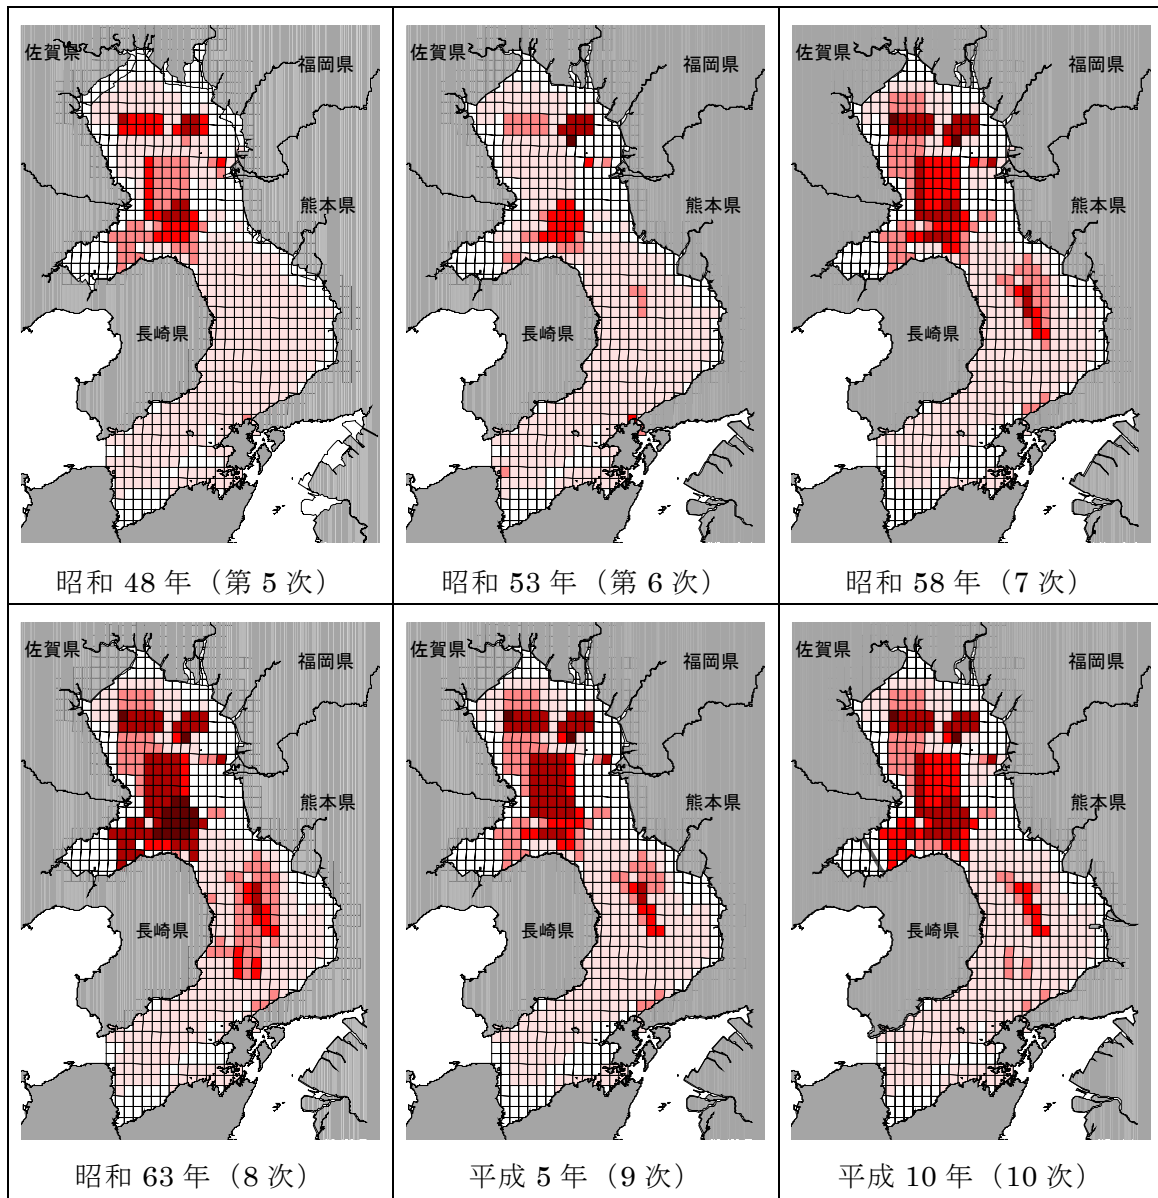 佐賀県
福岡県
熊本県
長崎県
昭和 48 年（第 5 次）
佐賀県
福岡県
熊本県
長崎県
昭和 53 年（第 6 次）
佐賀県
福岡県
熊本県
長崎県
昭和 58 年（7 次）
佐賀県
福岡県
熊本県
長崎県
昭和 63 年（8 次）
佐賀県
福岡県
熊本県
長崎県
平成 5 年（9 次）
佐賀県
福岡県
熊本県
長崎県
平成 10 年（10 次）